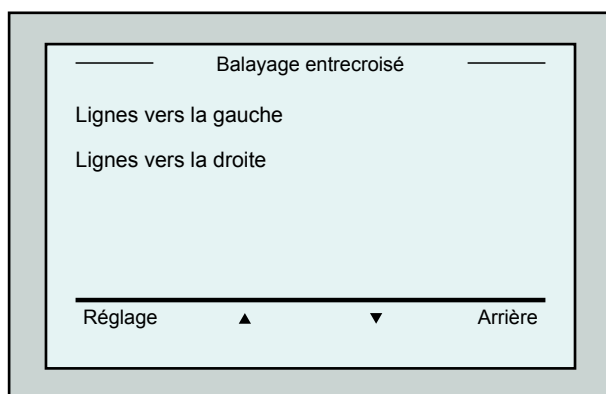 Balayage entrecroisé
Lignes vers la gauche
Lignes vers la droite
Réglage ▲ ▼ Arrière